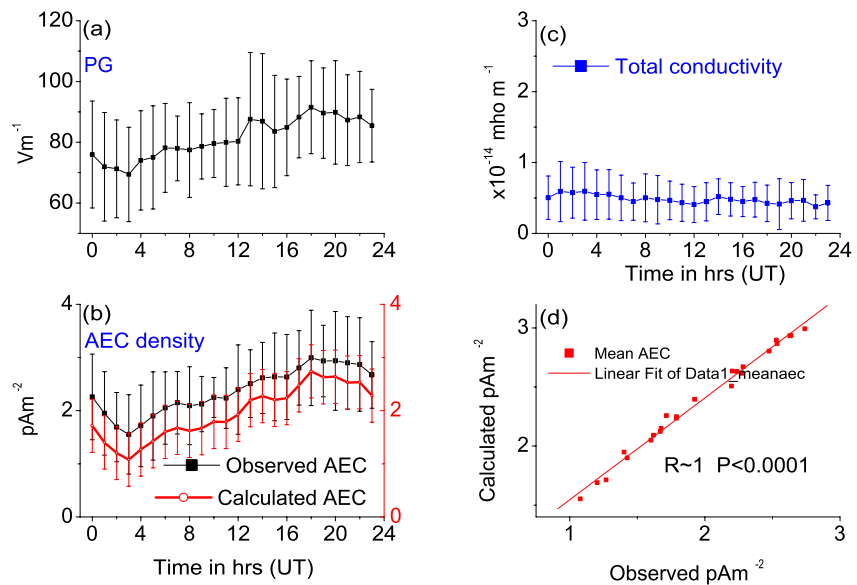 (a)
PG
120
100
80
60
Vm⁻¹
0 4 8 12 16 20 24
(c)
Total conductivity
3
2
1
0
x10⁻¹⁴ mho m⁻¹
0 4 8 12 16 20 24
Time in hrs (UT)
(b)
AEC density
4
2
0
pAm⁻²
4
2
0
Observed AEC
Calculated AEC
0 4 8 12 16 20 24
Time in hrs (UT)
(d)
3
2
Calculated pAm⁻²
Mean AEC
Linear Fit of Data1_meanaec
R~1 P<0.0001
1 2 3
Observed pAm⁻²